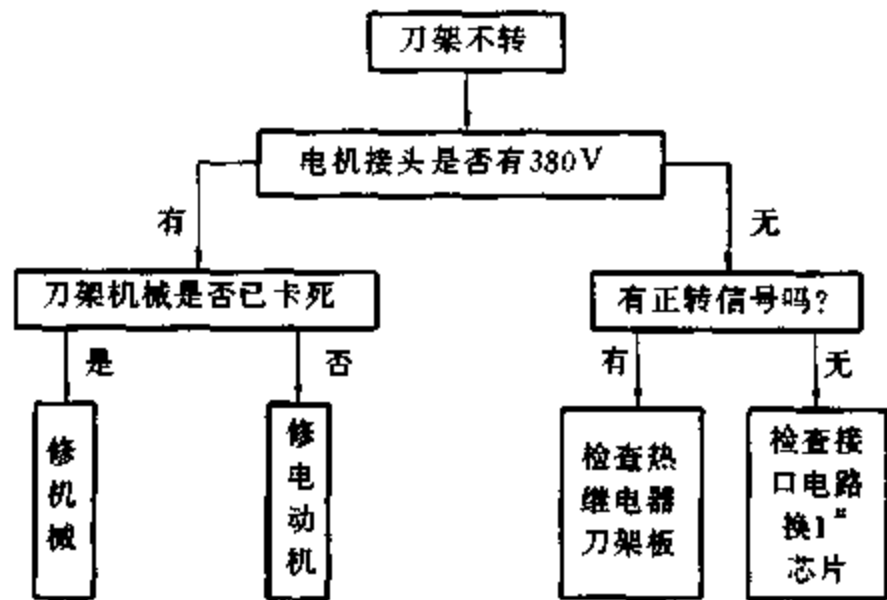 刀架不转
电机接头是否有380V
有
无
刀架机械是否已卡死
有正转信号吗?
是
否
有
无
修
机
械
修
电
动
机
检查热
继电器
刀架板
检查接
口电路
换1#
芯片